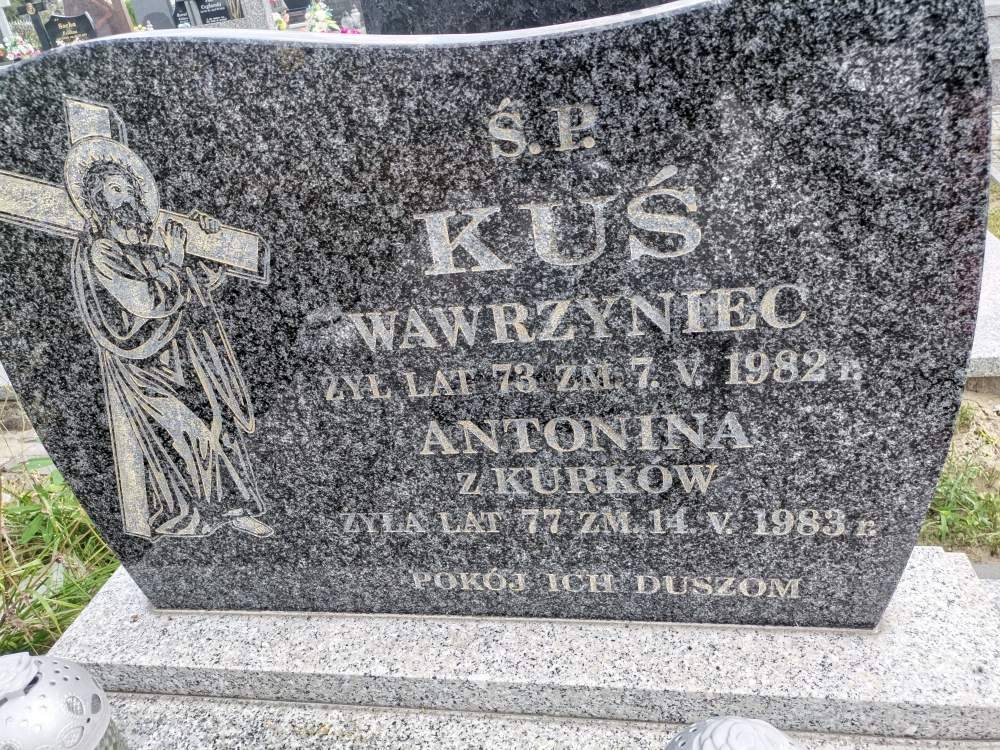 Ś.P.
KUŚ
WAWRZYNIEC
ŻYŁ LAT 73 ZM. 7. V. 1982 r.
ANTONINA
Z KURKÓW
ŻYŁA LAT 77 ZM. 14 V. 1983 r.
POKÓJ ICH DUSZOM